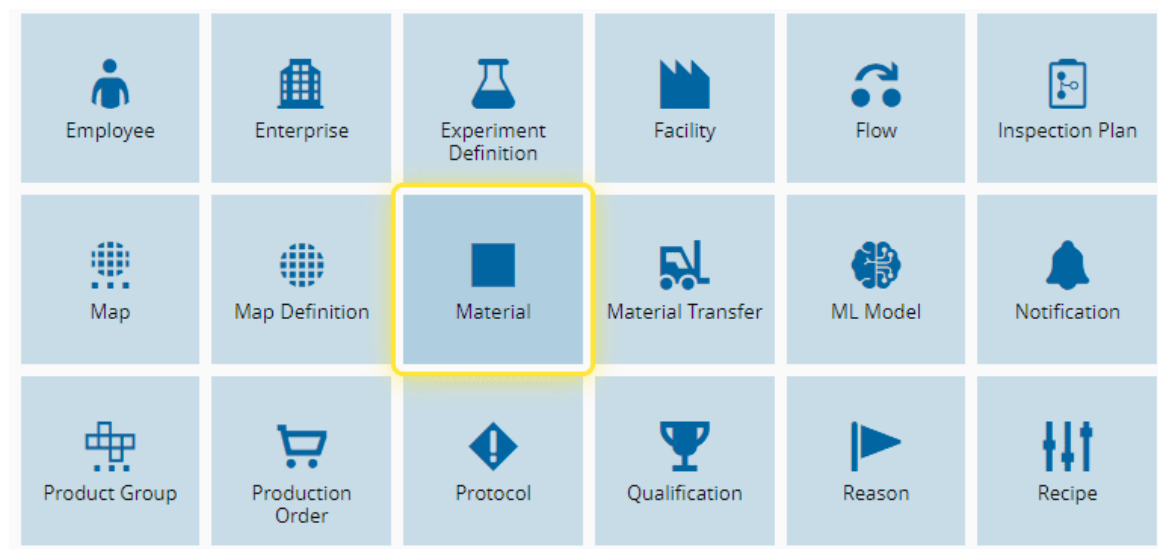 Employee
Enterprise
Experiment
Definition
Facility
Flow
Inspection Plan
Map
Map Definition
Material
Material Transfer
ML Model
Notification
Product Group
Production
Order
Protocol
Qualification
Reason
Recipe